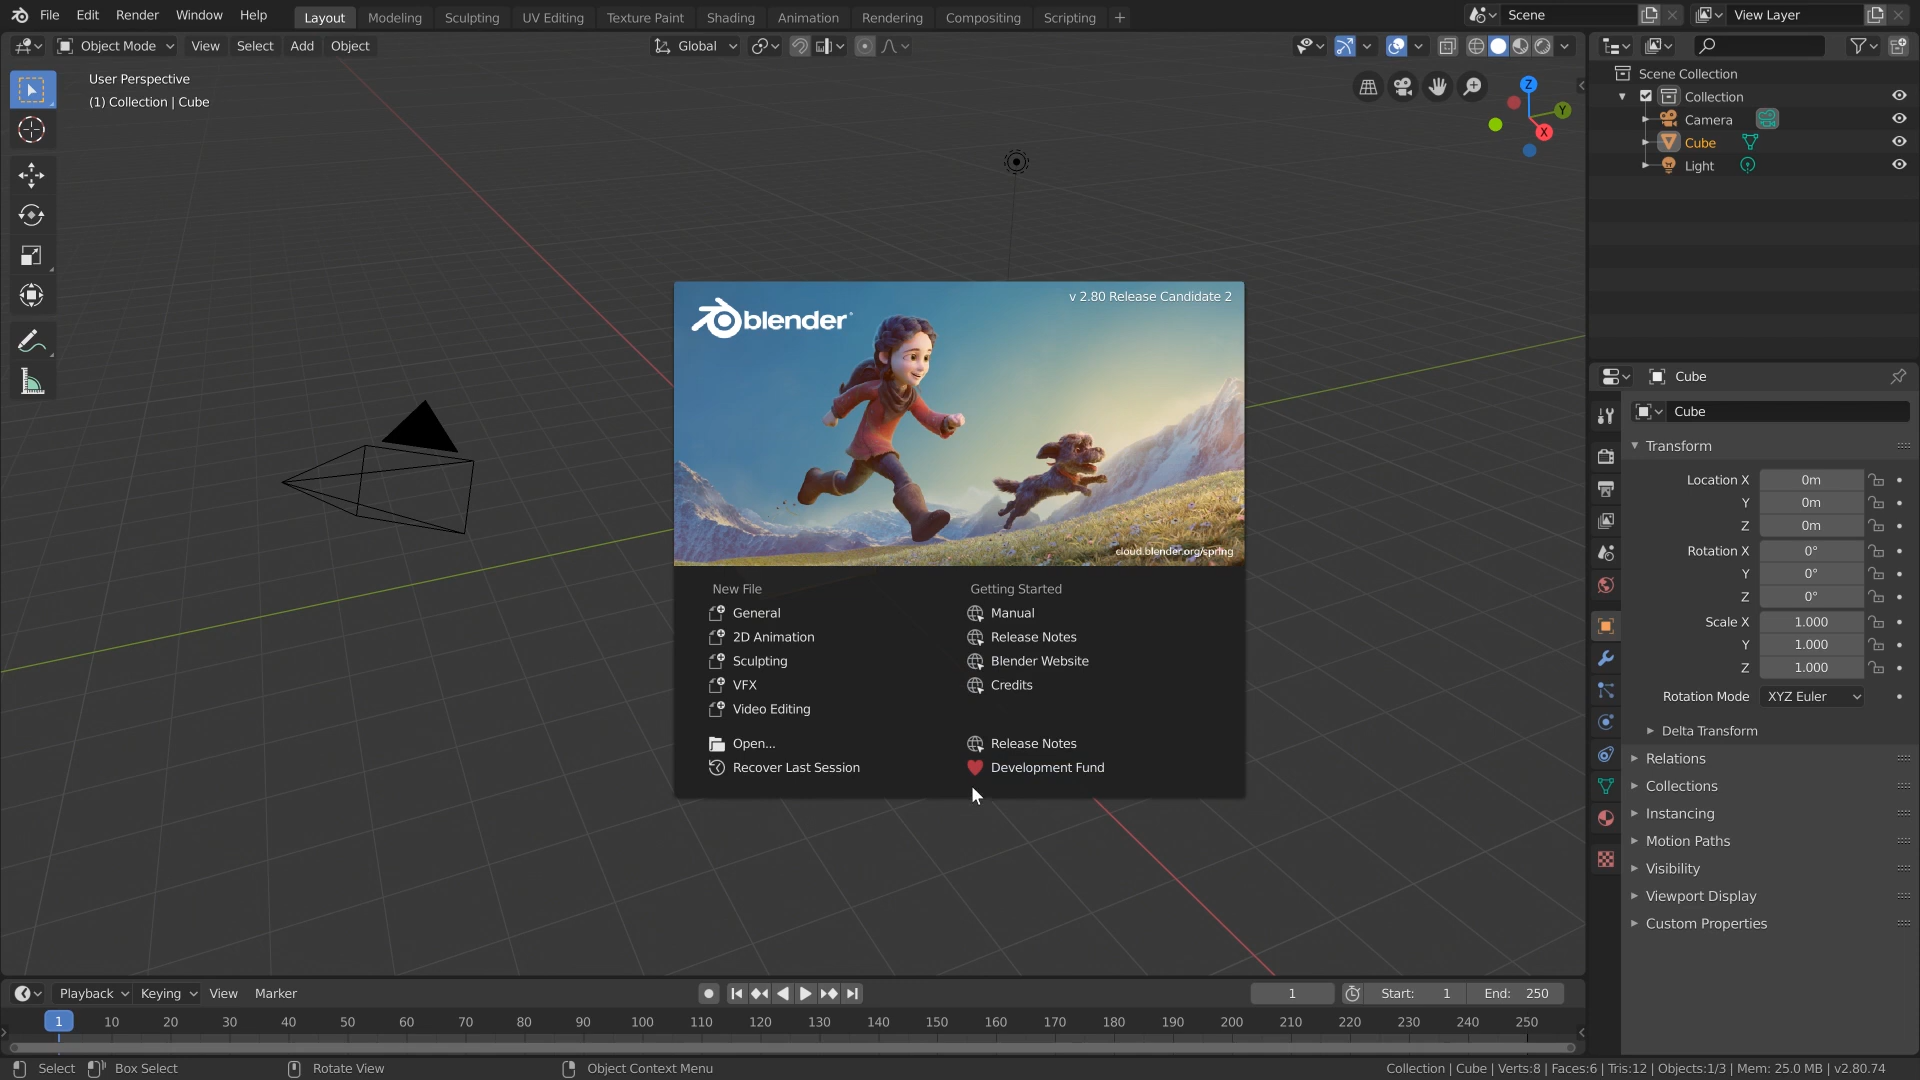 File Edit Render Window Help Layout Modeling Sculpting UV Editing Texture Paint Shading Animation Rendering Compositing Scripting + Scene View Layer
Object Mode View Select Add Object Global
User Perspective
(1) Collection | Cube
Z
Y
X
Scene Collection
Collection
Camera
Cube
Light
blender
v 2.80 Release Candidate 2
cloud.blender.org/spring
New File
General
2D Animation
Sculpting
VFX
Video Editing
Open...
Recover Last Session
Getting Started
Manual
Release Notes
Blender Website
Credits
Release Notes
Development Fund
Cube
Cube
Transform
Location X 0m
Y 0m
Z 0m
Rotation X 0°
Y 0°
Z 0°
Scale X 1.000
Y 1.000
Z 1.000
Rotation Mode XYZ Euler
Delta Transform
Relations
Collections
Instancing
Motion Paths
Visibility
Viewport Display
Custom Properties
Playback Keying View Marker 1 Start: 1 End: 250
1 10 20 30 40 50 60 70 80 90 100 110 120 130 140 150 160 170 180 190 200 210 220 230 240 250
Select Box Select Rotate View Object Context Menu Collection | Cube | Verts:8 | Faces:6 | Tris:12 | Objects:1/3 | Mem: 25.0 MB | v2.80.74